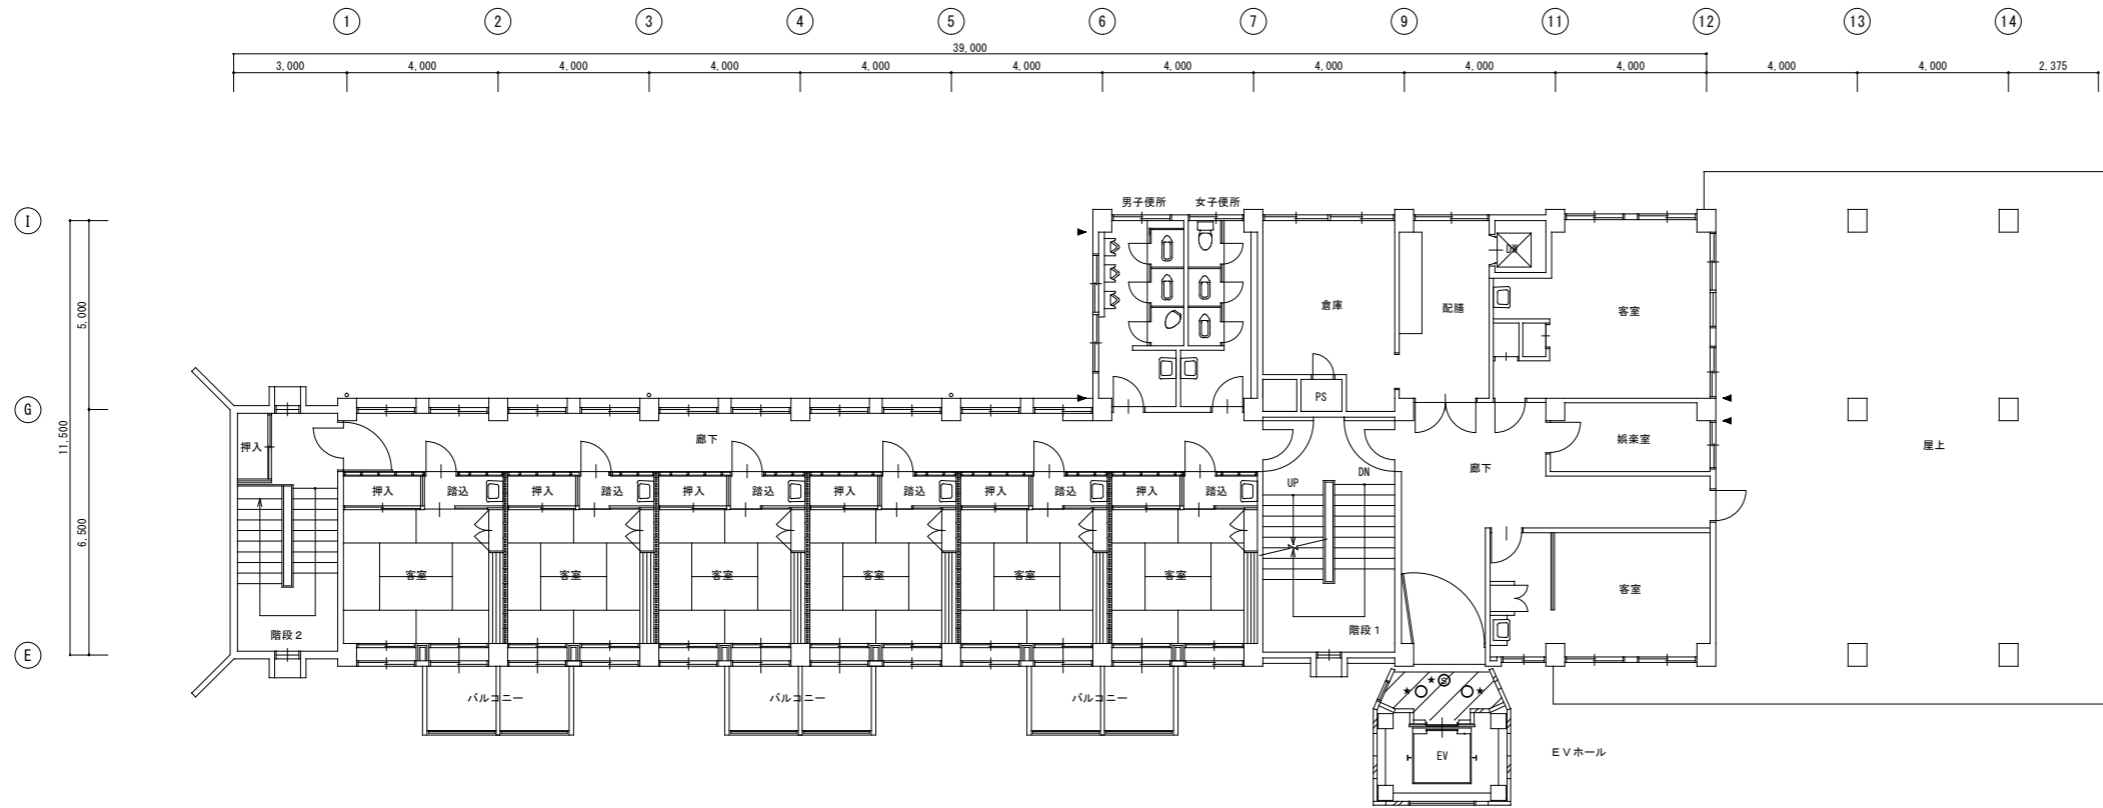 1 2 3 4 5 6 7 9 11 12 13 14
39,000
3,000 4,000 4,000 4,000 4,000 4,000 4,000 4,000 4,000 4,000 4,000 4,000 2,375
男子便所 女子便所
I
DW
5,000
倉庫 配膳 客室
PS
G
11,500
押入 廊下 娯楽室 屋上
廊下
DN
UP
押入 踏込 押入 踏込 押入 踏込 押入 踏込 押入 踏込 押入 踏込
6,500
客室 客室 客室 客室 客室 客室 客室
階段2 階段1
E
バルコニー バルコニー バルコニー
S
EV
EVホール